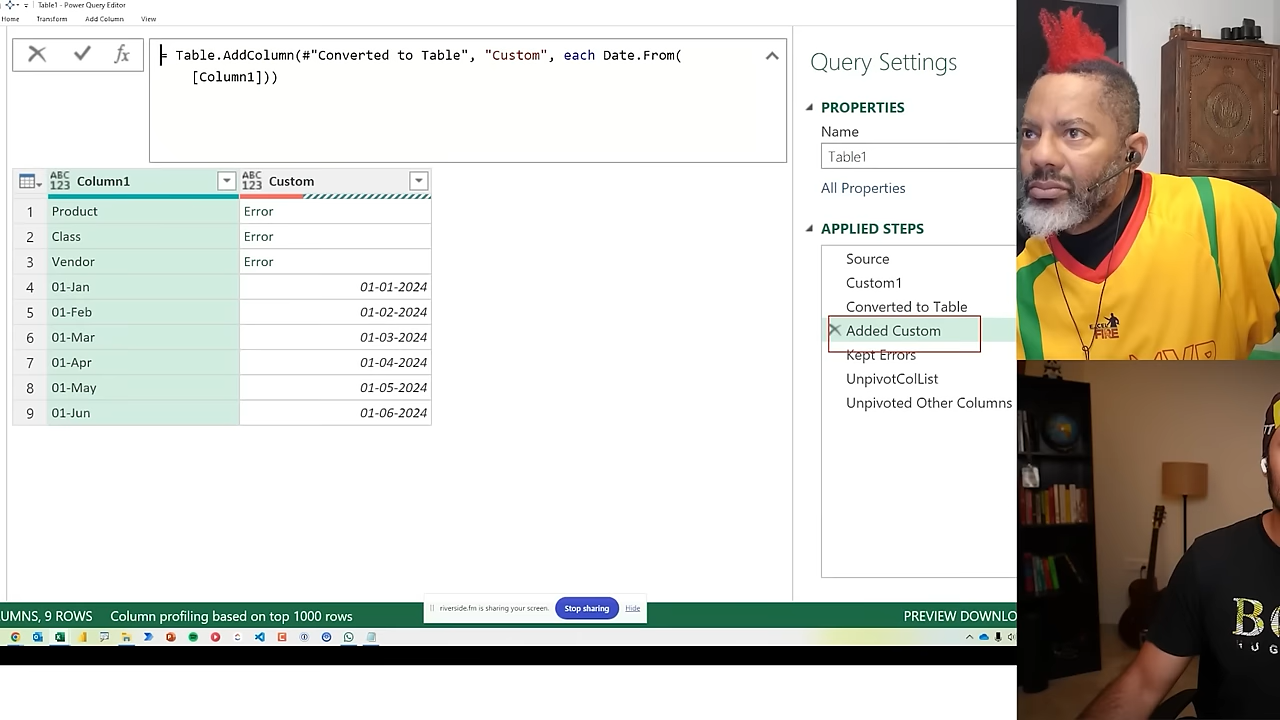 Table1 - Power Query Editor
Home Transform Add Column View
= Table.AddColumn(#"Converted to Table", "Custom", each Date.From(
[Column1]))
ABC 123 Column1 ABC 123 Custom
1 Product Error
2 Class Error
3 Vendor Error
4 01-Jan 01-01-2024
5 01-Feb 01-02-2024
6 01-Mar 01-03-2024
7 01-Apr 01-04-2024
8 01-May 01-05-2024
9 01-Jun 01-06-2024
Query Settings
PROPERTIES
Name
Table1
All Properties
APPLIED STEPS
Source
Custom1
Converted to Table
Added Custom
Kept Errors
UnpivotColList
Unpivoted Other Columns
riverside.fm is sharing your screen. Stop sharing Hide
UMNS, 9 ROWS Column profiling based on top 1000 rows PREVIEW DOWNLO
EXCEL
FIRE